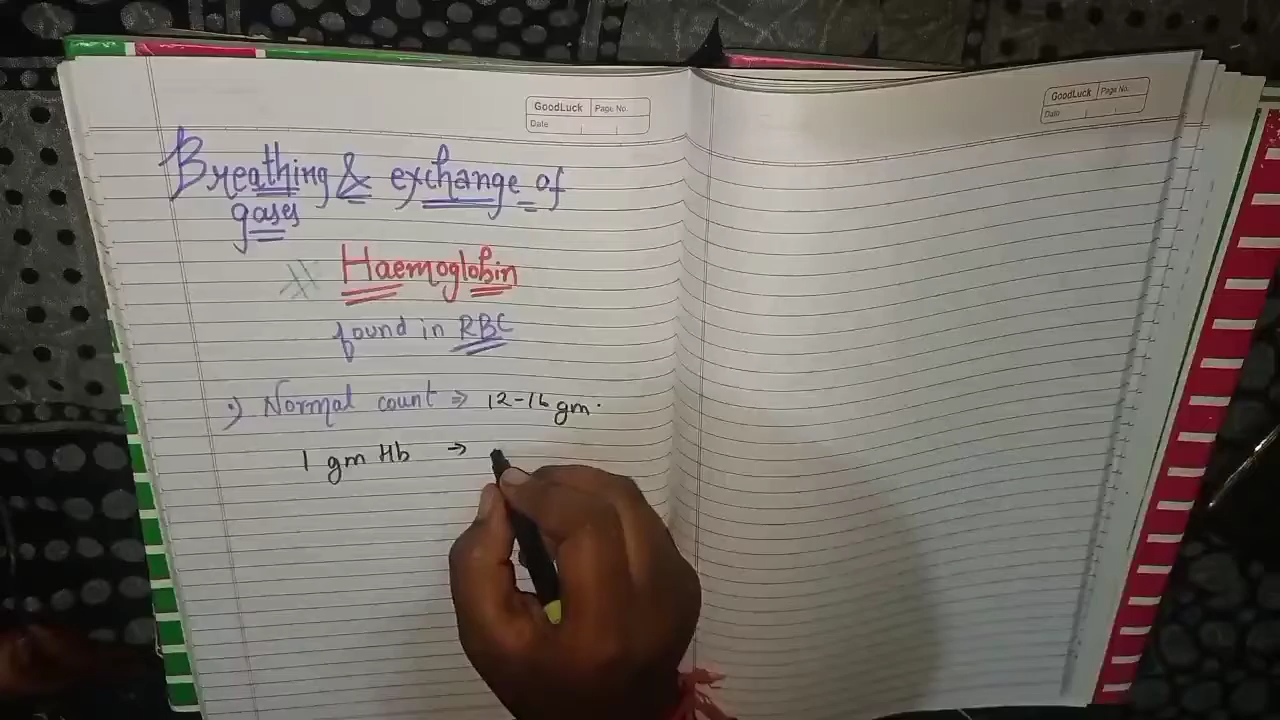 GoodLuck Page No.
Date
GoodLuck Page No.
Date
Breathing & exchange of
gases
Haemoglobin
found in RBC
Normal count ⇒ 12-16 gm.
1 gm Hb →